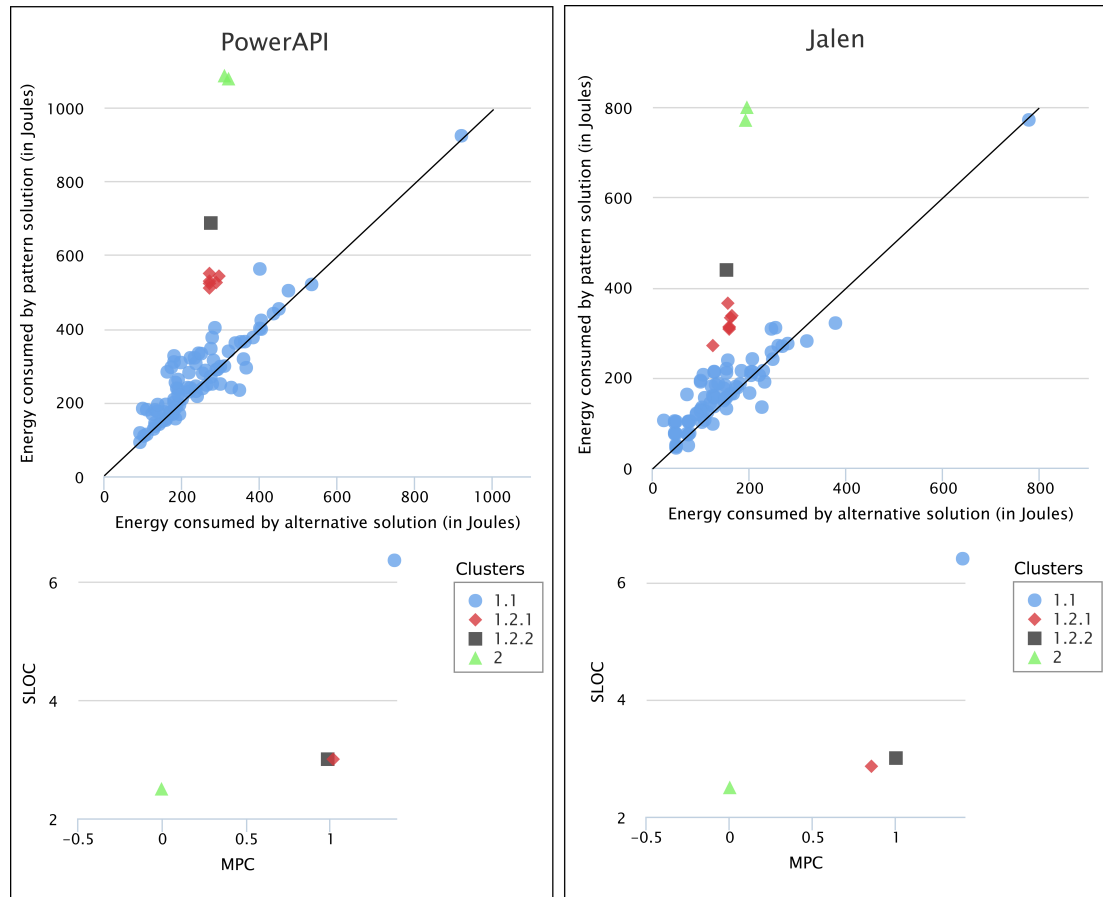 PowerAPI
Energy consumed by pattern solution (in Joules)
1000
800
600
400
200
0
0 200 400 600 800 1000
Energy consumed by alternative solution (in Joules)
SLOC
6
4
2
-0.5 0 0.5 1
MPC
Clusters
1.1
1.2.1
1.2.2
2
Jalen
Energy consumed by pattern solution (in Joules)
800
600
400
200
0
0 200 400 600 800
Energy consumed by alternative solution (in Joules)
SLOC
6
4
2
-0.5 0 0.5 1
MPC
Clusters
1.1
1.2.1
1.2.2
2